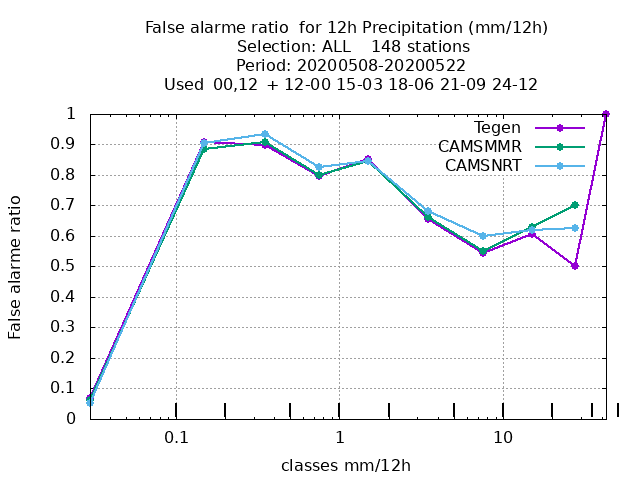 False alarme ratio  for 12h Precipitation (mm/12h)
Selection: ALL    148 stations
Period: 20200508-20200522
Used  00,12  + 12-00 15-03 18-06 21-09 24-12
Tegen
CAMSMMR
CAMSNRT
1
0.9
0.8
0.7
0.6
0.5
0.4
0.3
0.2
0.1
0
False alarme ratio
0.1
1
10
classes mm/12h